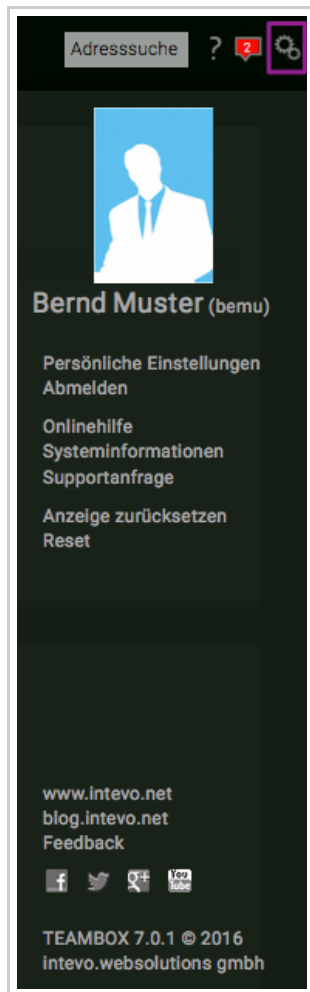 Adresssuche ? 2
Bernd Muster (bemu)
Persönliche Einstellungen
Abmelden
Onlinehilfe
Systeminformationen
Supportanfrage
Anzeige zurücksetzen
Reset
www.intevo.net
blog.intevo.net
Feedback
f g+ You Tube
TEAMBOX 7.0.1 © 2016
intevo.websolutions gmbh